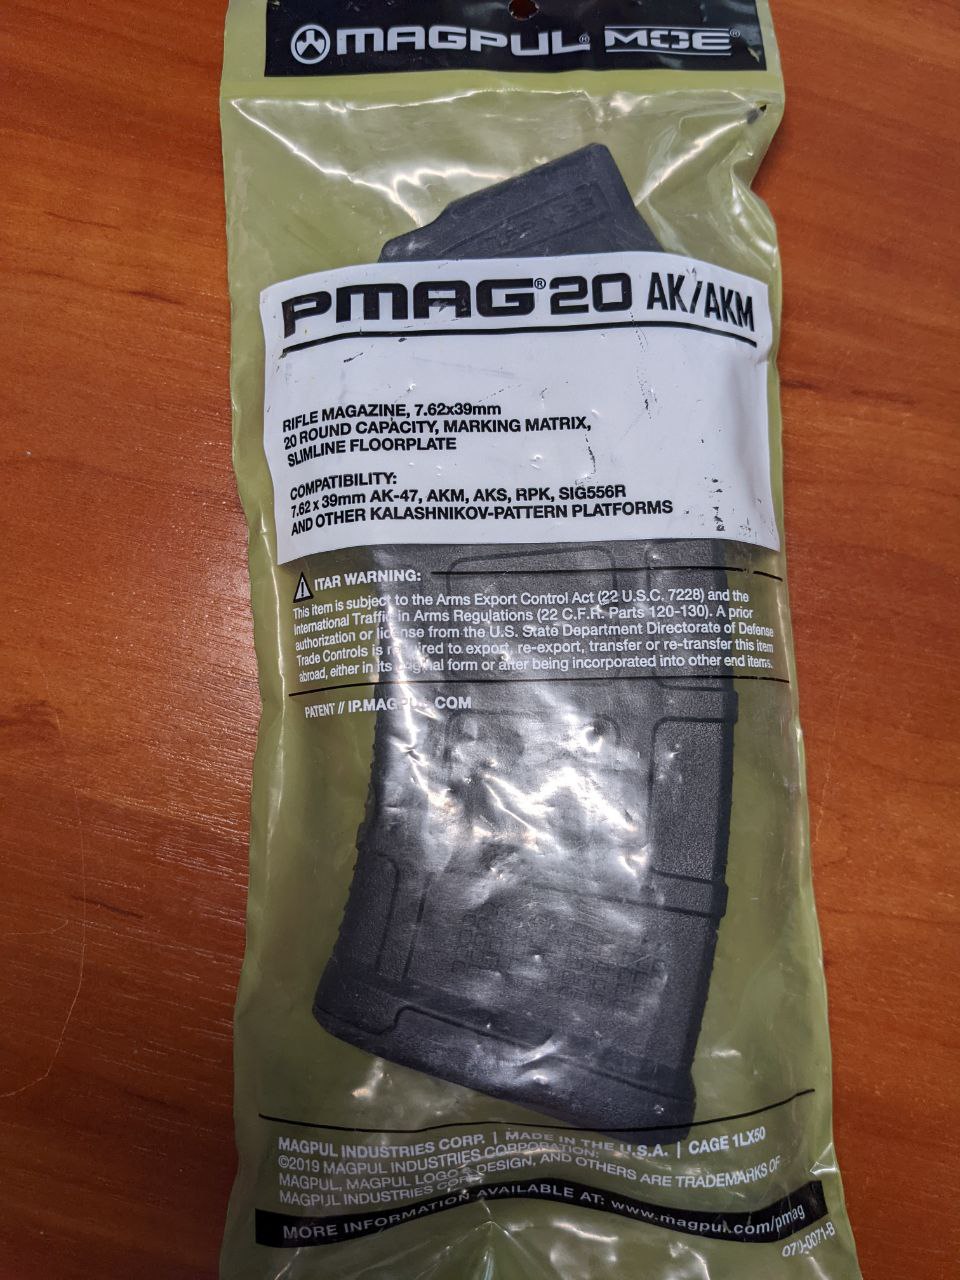 MAGPUL® MOE®
PMAG®20 AK/AKM
RIFLE MAGAZINE, 7.62x39mm
20 ROUND CAPACITY, MARKING MATRIX,
SLIMLINE FLOORPLATE
COMPATIBILITY:
7.62 x 39mm AK-47, AKM, AKS, RPK, SIG556R
AND OTHER KALASHNIKOV-PATTERN PLATFORMS
ITAR WARNING:
This item is subject to the Arms Export Control Act (22 U.S.C. 7228) and the
International Traffic in Arms Regulations (22 C.F.R. Parts 120-130). A prior
authorization or license from the U.S. State Department Directorate of Defense
Trade Controls is required to export, re-export, transfer or re-transfer this item
abroad, either in its original form or after being incorporated into other end items.
PATENT // IP.MAGPUL.COM
MAGPUL INDUSTRIES CORP. | MADE IN THE U.S.A. | CAGE 1LX50
©2019 MAGPUL INDUSTRIES CORPORATION:
MAGPUL, MAGPUL LOGO'S DESIGN, AND OTHERS ARE TRADEMARKS OF
MAGPUL INDUSTRIES CORP.
MORE INFORMATION AVAILABLE AT: www.magpul.com/pmag